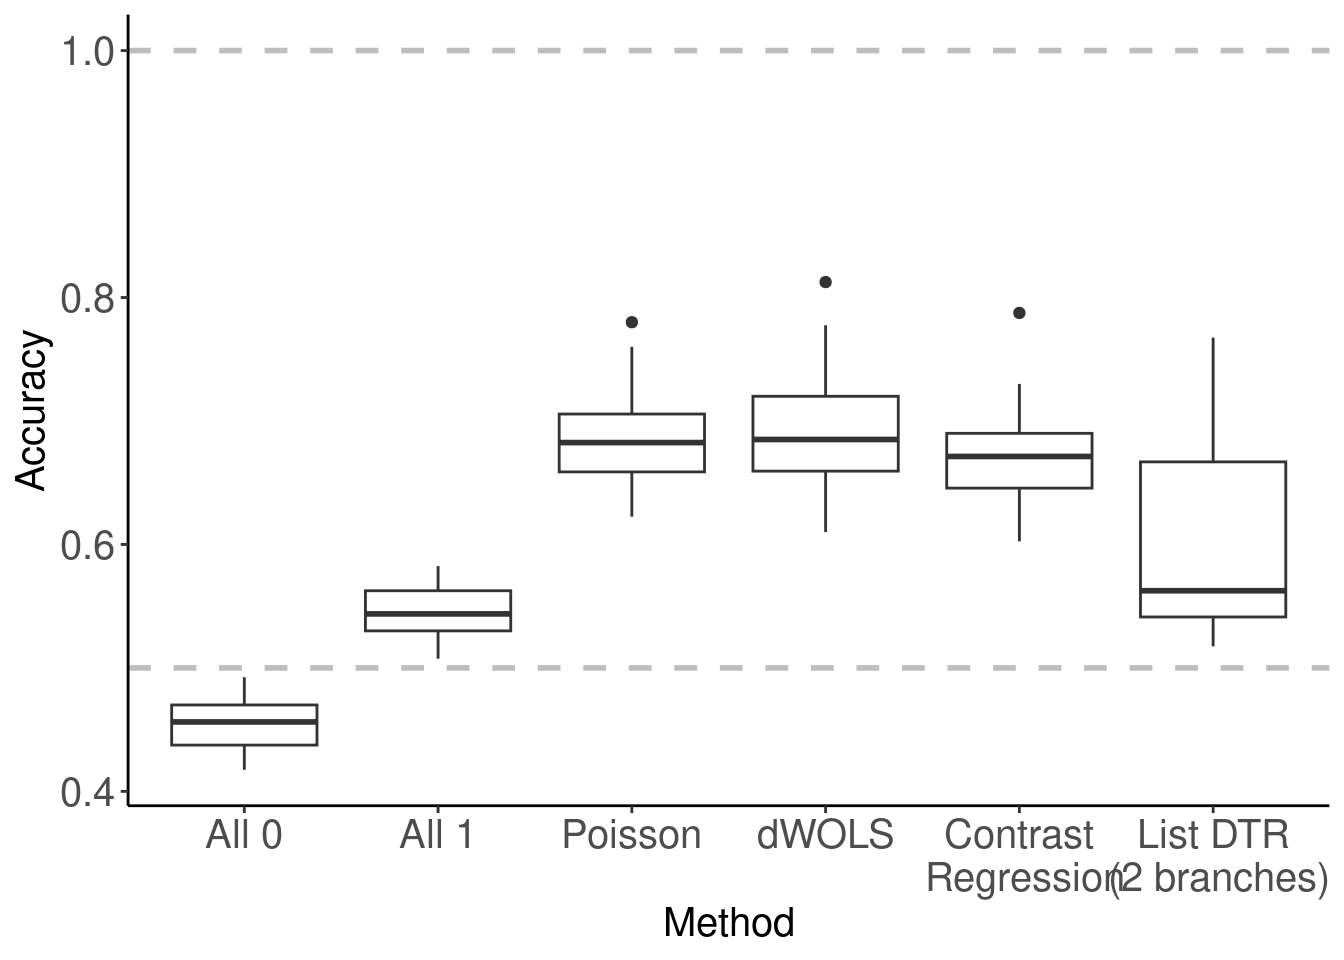 1.0
0.8
0.6
0.4
Accuracy
All 0
All 1
Poisson
dWOLS
Contrast
Regression
List DTR
(2 branches)
Method